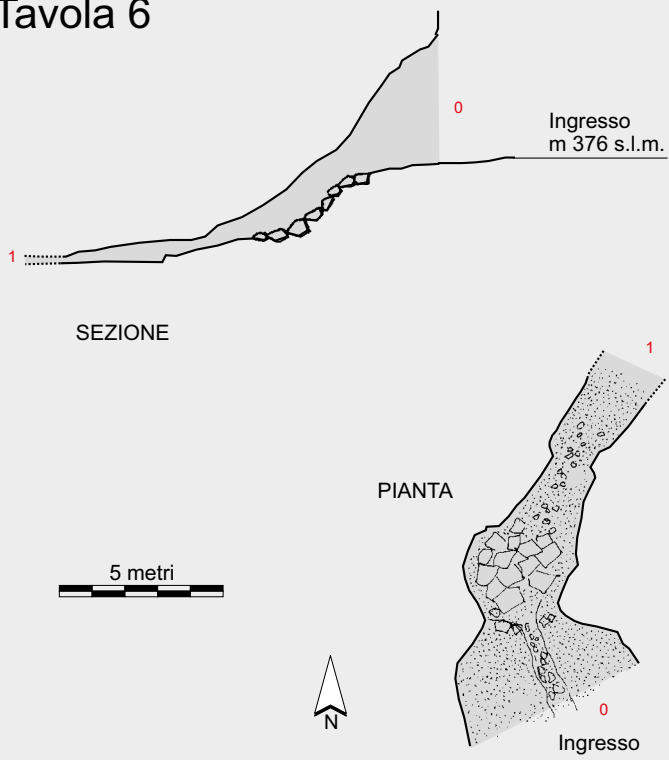 Tavola 6
0
Ingresso
m 376 s.l.m.
1
SEZIONE
1
PIANTA
5 metri
N
0
Ingresso